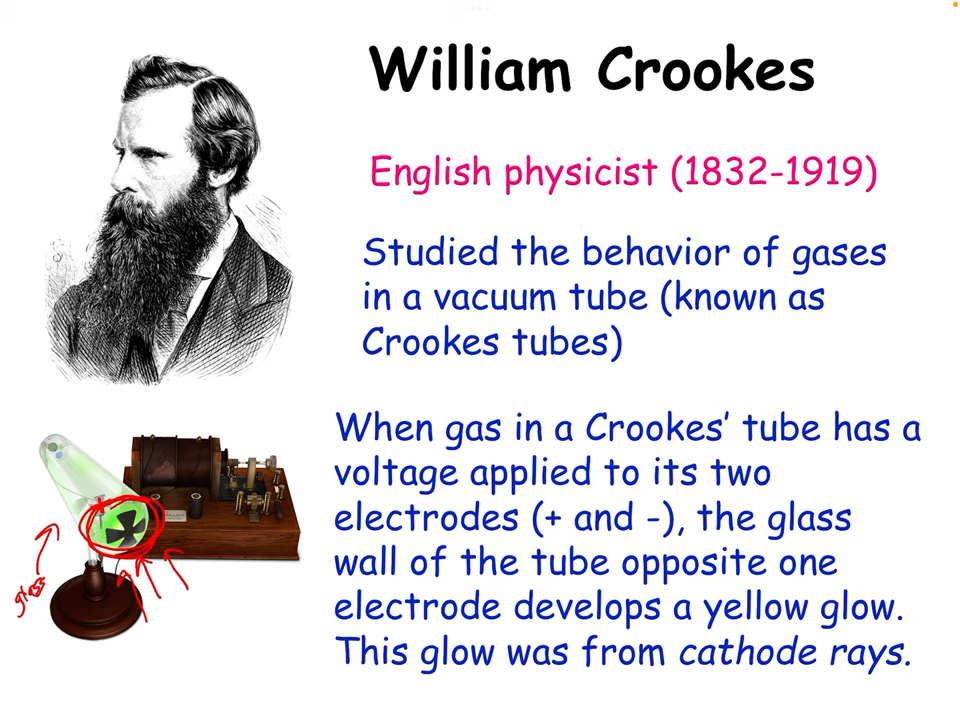 William Crookes
English physicist (1832-1919)
Studied the behavior of gases
in a vacuum tube (known as
Crookes tubes)
When gas in a Crookes’ tube has a
voltage applied to its two
electrodes (+ and -), the glass
wall of the tube opposite one
electrode develops a yellow glow.
This glow was from cathode rays.
glass